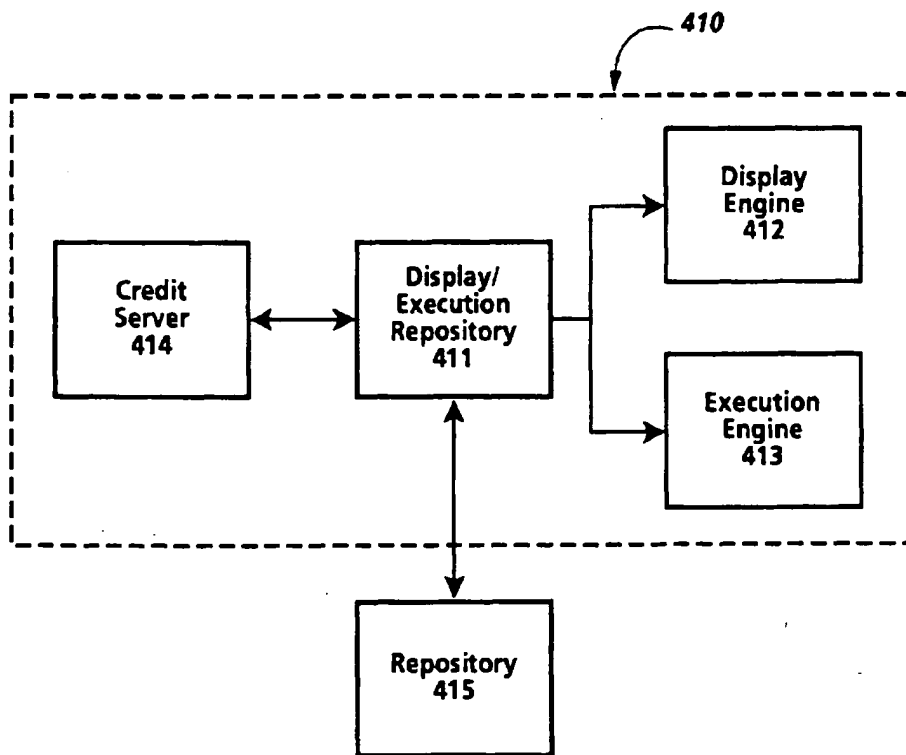 410
Display
Engine
412
Credit
Server
414
Display/
Execution
Repository
411
Execution
Engine
413
Repository
415